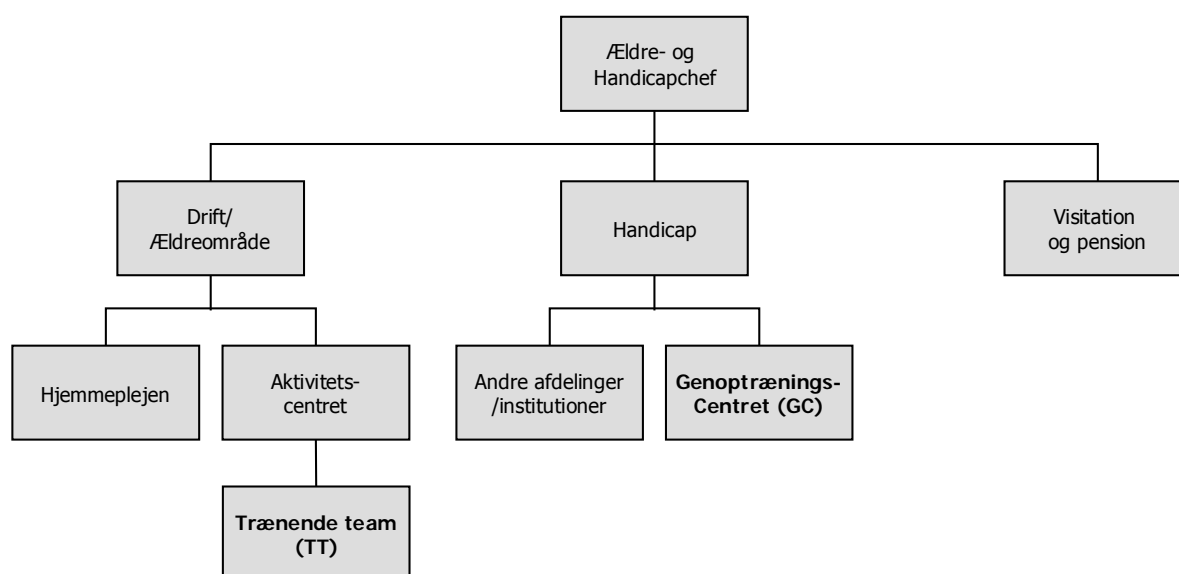 Ældre- og
Handicapchef
Drift/
Ældreområde
Handicap
Visitation
og pension
Hjemmeplejen
Aktivitets-
centret
Andre afdelinger
/institutioner
Genoptrænings-
Centret (GC)
Trænende team
(TT)